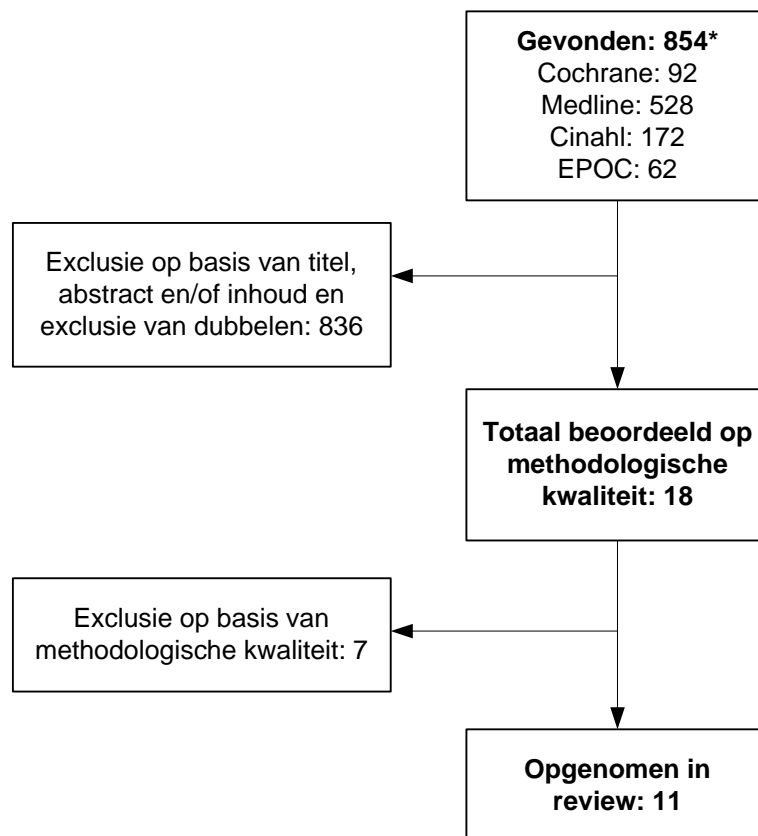 Gevonden: 854*
Cochrane: 92
Medline: 528
Cinahl: 172
EPOC: 62
Exclusie op basis van titel,
abstract en/of inhoud en
exclusie van dubbelen: 836
Totaal beoordeeld op
methodologische
kwaliteit: 18
Exclusie op basis van
methodologische kwaliteit: 7
Opgenomen in
review: 11